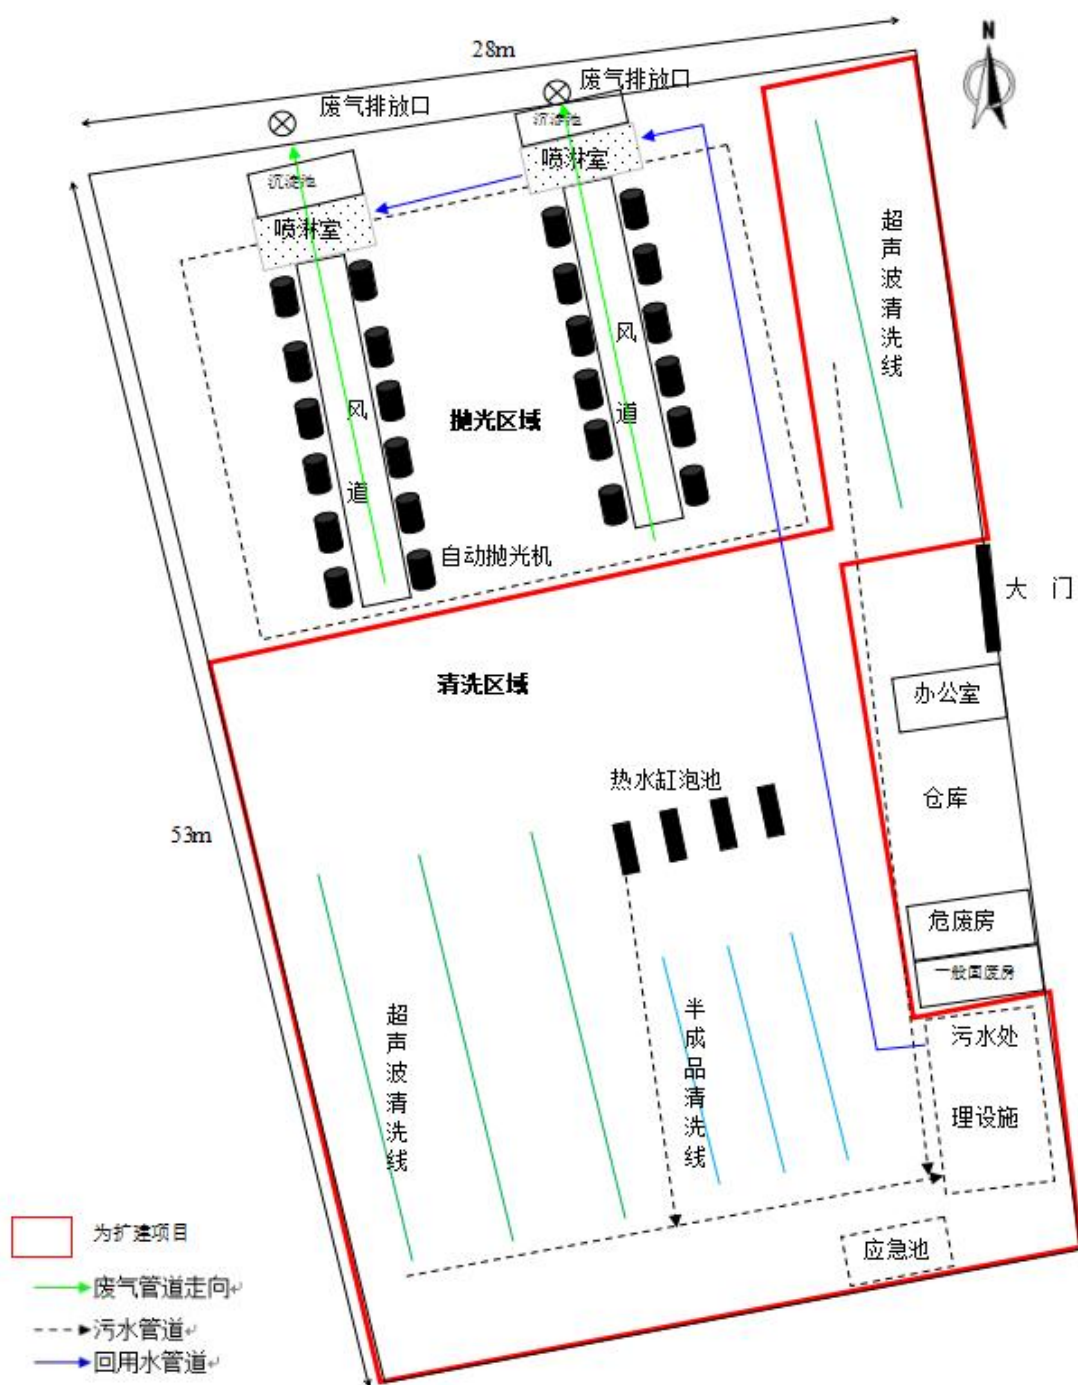 N
28m
废气排放口
废气排放口
沉淀池
喷淋室
沉淀池
喷淋室
超声波清洗线
风道
风道
抛光区域
自动抛光机
大 门
清洗区域
办公室
热水缸泡池
仓库
53m
危废房
一般固废房
超声波清洗线
半成品清洗线
污水处
理设施
应急池
为扩建项目
废气管道走向
污水管道
回用水管道